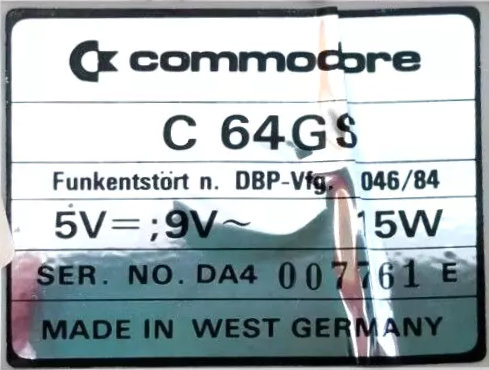 commodore
C 64GS
Funkentstört n. DBP-Vfg. 046/84
5V=;9V~ 15W
SER. NO. DA4 007761 E
MADE IN WEST GERMANY